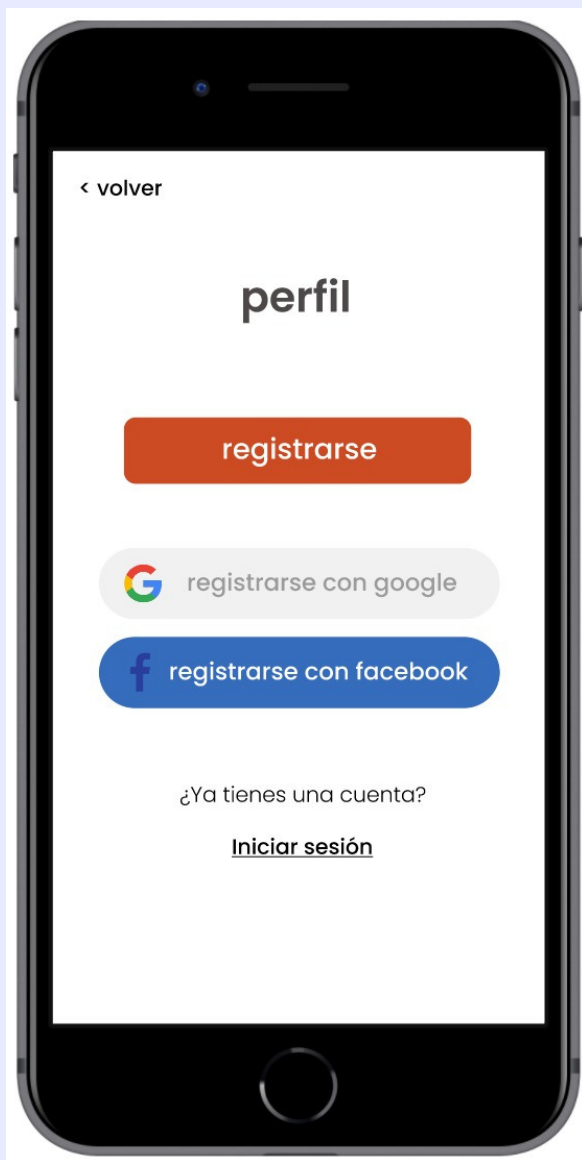 < volver
perfil
registrarse
registrarse con google
registrarse con facebook
¿Ya tienes una cuenta?
Iniciar sesión